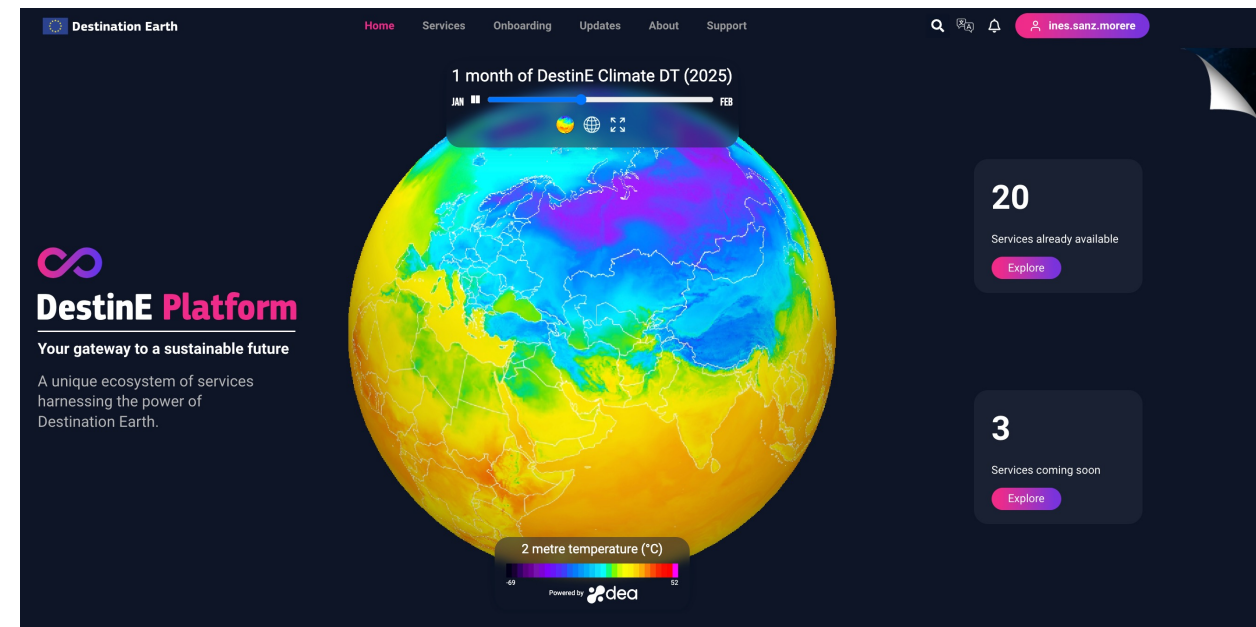 Destination Earth
Home Services Onboarding Updates About Support
ines.sanz.morere
1 month of DestinE Climate DT (2025)
JAN FEB
20
Services already available
Explore
DestinE Platform
Your gateway to a sustainable future
A unique ecosystem of services
harnessing the power of
Destination Earth.
3
Services coming soon
Explore
2 metre temperature (°C)
-69 52
Powered by dea